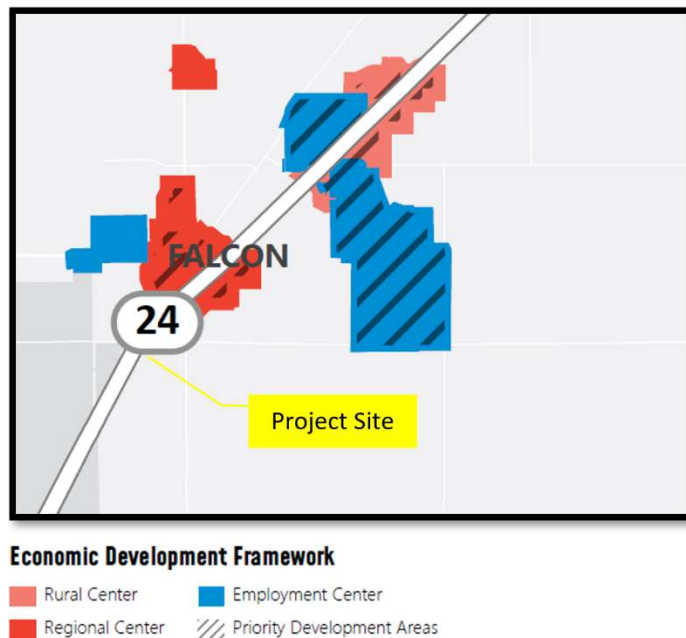 FALCON
24
Project Site
Economic Development Framework
Rural Center
Employment Center
Regional Center
Priority Development Areas